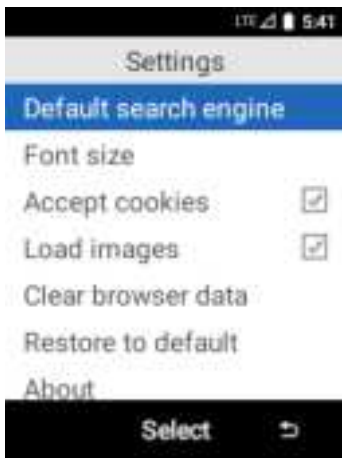 LTE 5:41
Settings
Default search engine
Font size
Accept cookies
Load images
Clear browser data
Restore to default
About
Select